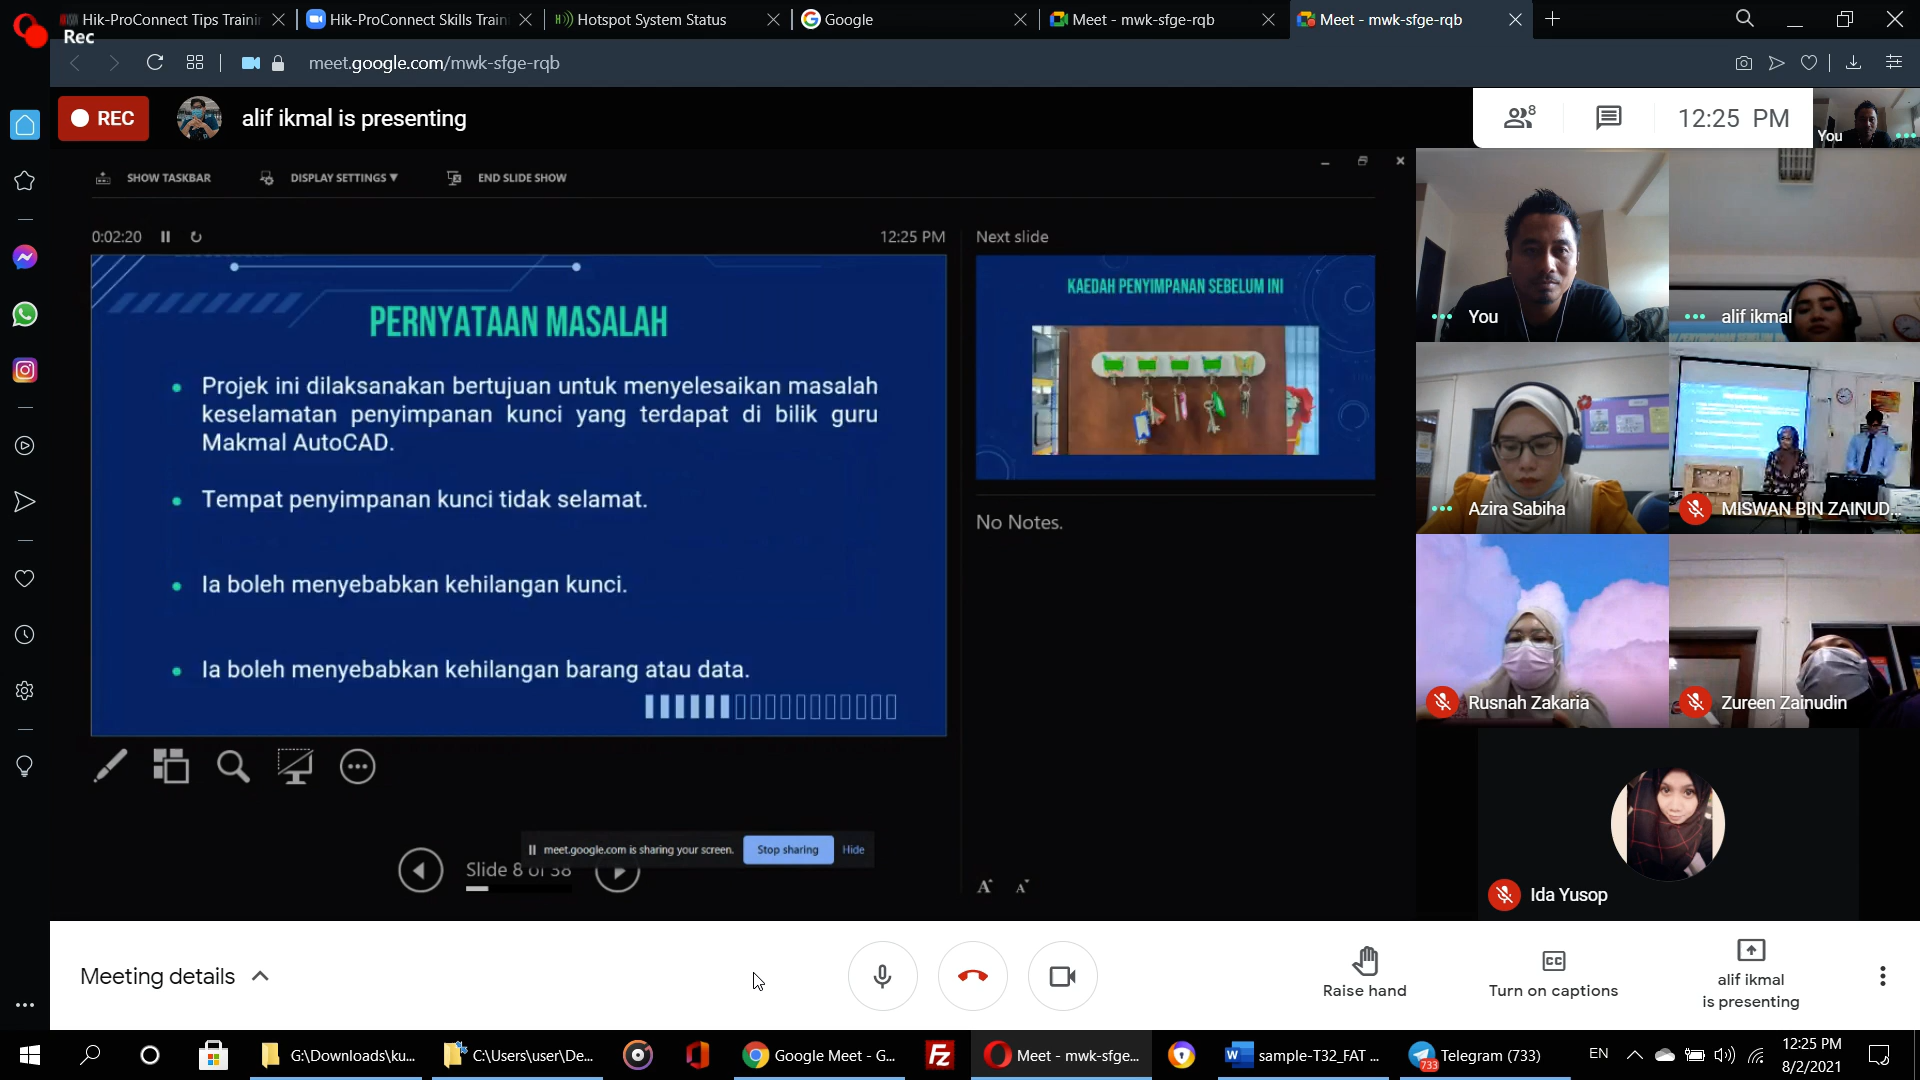 Hik-ProConnect Tips Trainin
Hik-ProConnect Skills Train
Hotspot System Status
Google
Meet - mwk-sfge-rqb
Meet - mwk-sfge-rqb
Rec
meet.google.com/mwk-sfge-rqb
REC
alif ikmal is presenting
8
12:25 PM
You
SHOW TASKBAR
DISPLAY SETTINGS
END SLIDE SHOW
0:02:20
12:25 PM
Next slide
PERNYATAAN MASALAH
Projek ini dilaksanakan bertujuan untuk menyelesaikan masalah
keselamatan penyimpanan kunci yang terdapat di bilik guru
Makmal AutoCAD.
Tempat penyimpanan kunci tidak selamat.
Ia boleh menyebabkan kehilangan kunci.
Ia boleh menyebabkan kehilangan barang atau data.
KAEDAH PENYIMPANAN SEBELUM INI
No Notes.
You
alif ikmal
Azira Sabiha
MISWAN BIN ZAINUD...
Rusnah Zakaria
Zureen Zainudin
Ida Yusop
meet.google.com is sharing your screen.
Stop sharing
Hide
Slide 8 of 38
A A
Meeting details
Raise hand
CC
Turn on captions
alif ikmal
is presenting
G:\Downloads\ku...
C:\Users\user\De...
Google Meet - G...
Meet - mwk-sfge...
sample-T32_FAT ...
733
Telegram (733)
EN
12:25 PM
8/2/2021